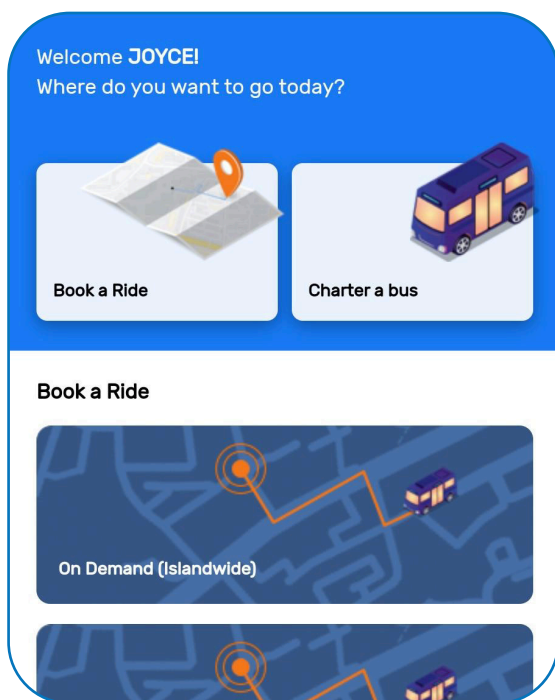 Welcome JOYCE!
Where do you want to go today?
Book a Ride
Charter a bus
Book a Ride
On Demand (Islandwide)